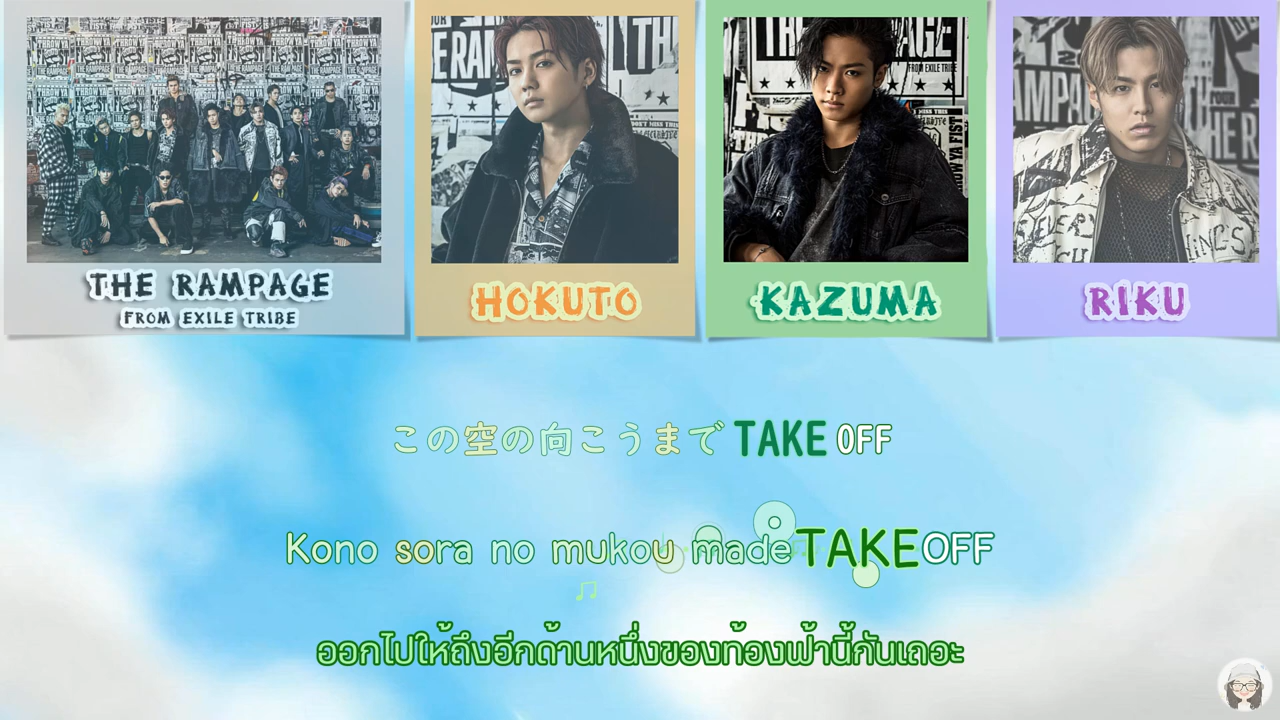 THE RAMPAGE
FROM EXILE TRIBE
HOKUTO
KAZUMA
RIKU
この空の向こうまで TAKE OFF
Kono sora no mukou made TAKE OFF
ออกไปให้ถึงอีกด้านหนึ่งของท้องฟ้านี้กันเถอะ